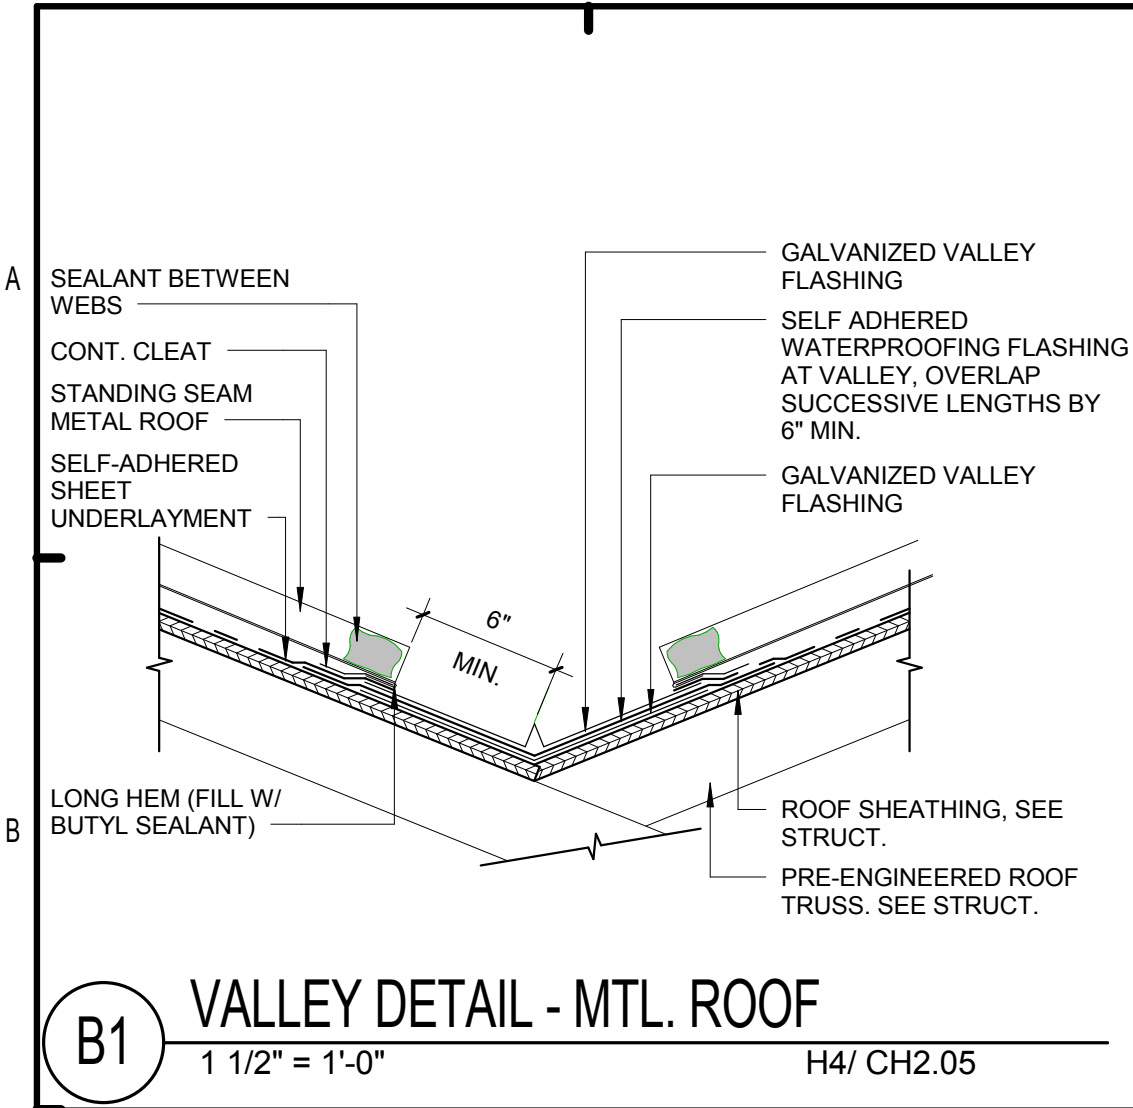 A
SEALANT BETWEEN
WEBS
CONT. CLEAT
STANDING SEAM
METAL ROOF
SELF-ADHERED
SHEET
UNDERLAYMENT
GALVANIZED VALLEY
FLASHING
SELF ADHERED
WATERPROOFING FLASHING
AT VALLEY, OVERLAP
SUCCESSIVE LENGTHS BY
6" MIN.
GALVANIZED VALLEY
FLASHING
6"
MIN.
B
LONG HEM (FILL W/
BUTYL SEALANT)
ROOF SHEATHING, SEE
STRUCT.
PRE-ENGINEERED ROOF
TRUSS. SEE STRUCT.
B1
VALLEY DETAIL - MTL. ROOF
1 1/2" = 1'-0"
H4/ CH2.05